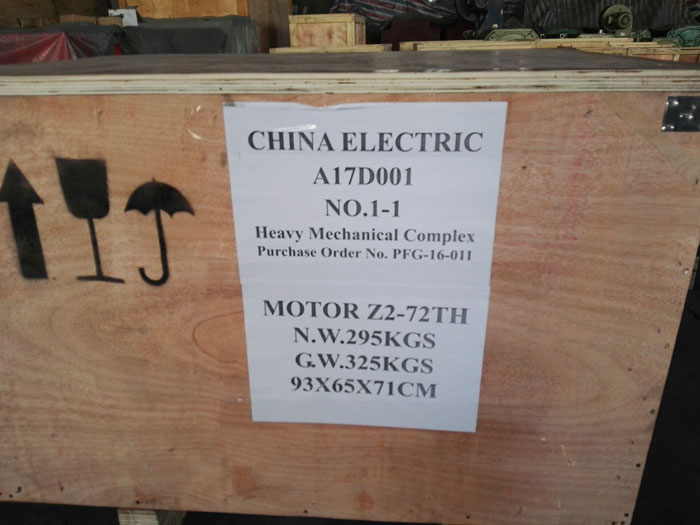 CHINA ELECTRIC
A17D001
NO.1-1
Heavy Mechanical Complex
Purchase Order No. PFG-16-011
MOTOR Z2-72TH
N.W.295KGS
G.W.325KGS
93X65X71CM